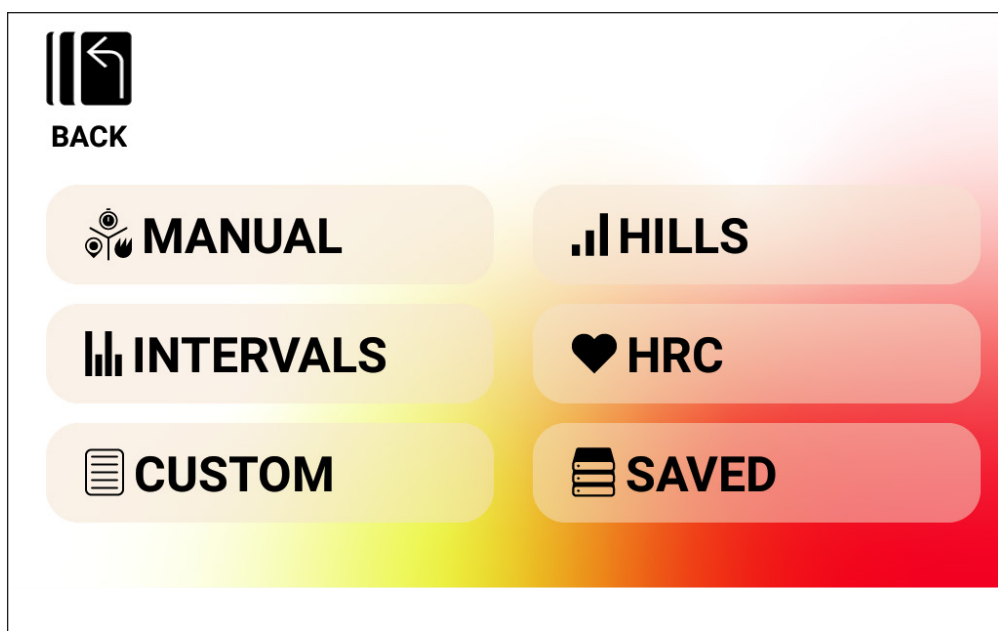 BACK
MANUAL
HILLS
INTERVALS
HRC
CUSTOM
SAVED